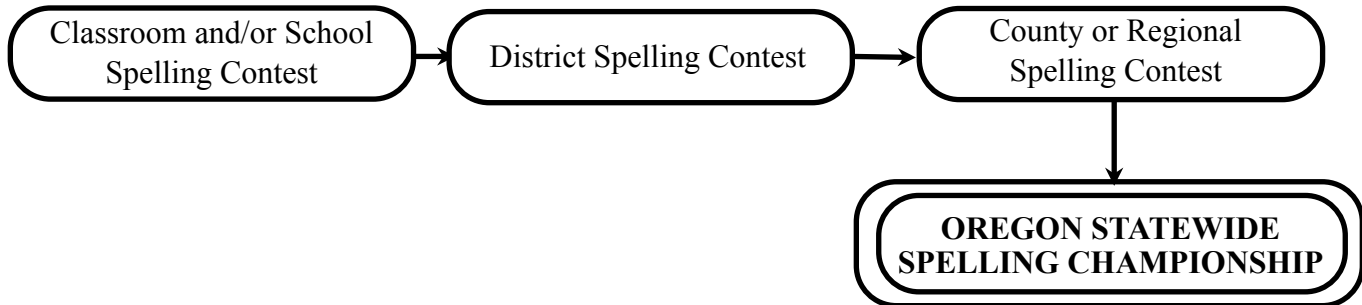 Classroom and/or School
Spelling Contest
District Spelling Contest
County or Regional
Spelling Contest
OREGON STATEWIDE
SPELLING CHAMPIONSHIP